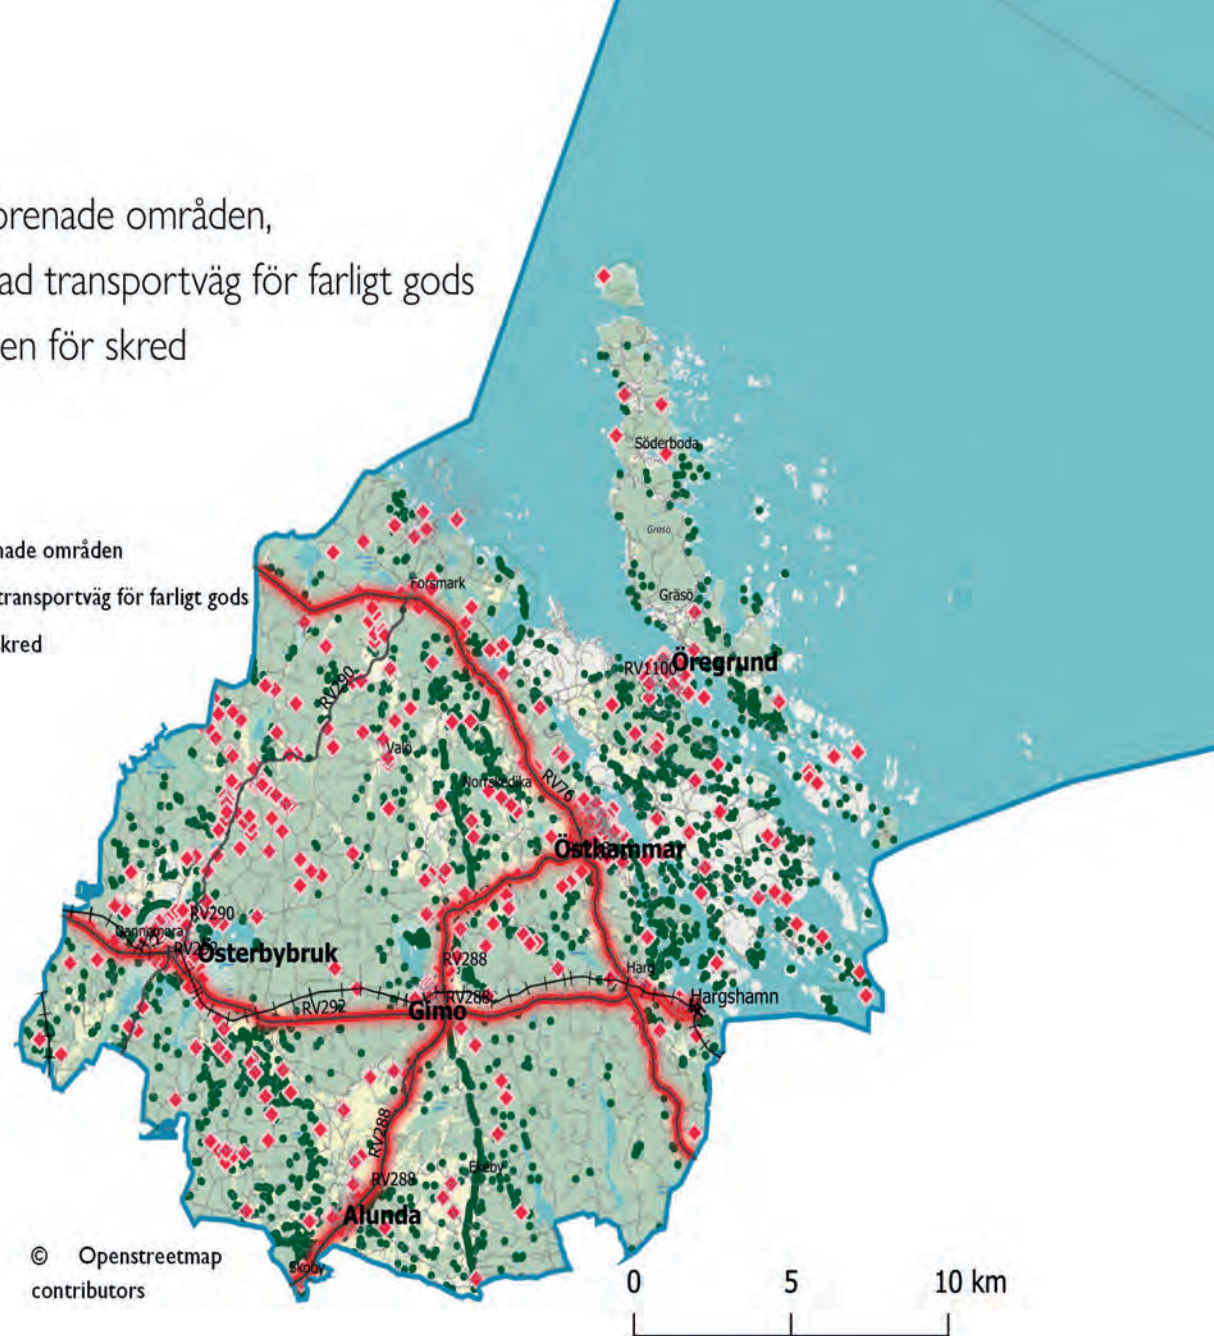 orenade områden,
ad transportväg för farligt gods
en för skred
nade områden
transportväg för farligt gods
kred
Söderboda
Gräsö
Forsmark
Gräsö
RV1100
Öregrund
RV290
Valö
Norrskedika
RV76
Östhammar
RV290
Dannemora
RV292
Österbybruk
RV288
Harg
RV288
Hargshamn
RV292
Gimo
RV288
Ekeby
RV288
Alunda
Skoby
© Openstreetmap
contributors
0 5 10 km